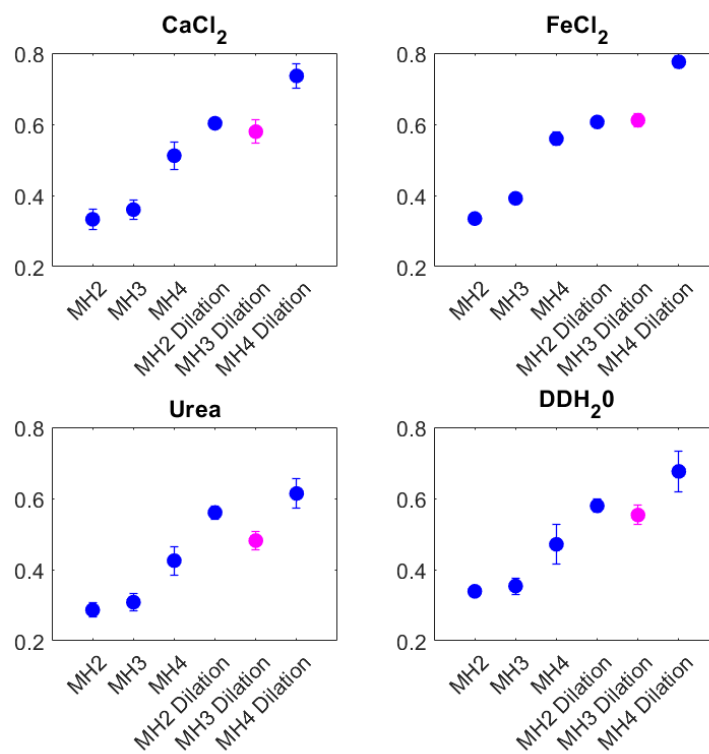 CaCl2
0.8
0.6
0.4
0.2
MH2
MH3
MH4
MH2 Dilation
MH3 Dilation
MH4 Dilation
FeCl2
0.8
0.6
0.4
0.2
MH2
MH3
MH4
MH2 Dilation
MH3 Dilation
MH4 Dilation
Urea
0.8
0.6
0.4
0.2
MH2
MH3
MH4
MH2 Dilation
MH3 Dilation
MH4 Dilation
DDH20
0.8
0.6
0.4
0.2
MH2
MH3
MH4
MH2 Dilation
MH3 Dilation
MH4 Dilation